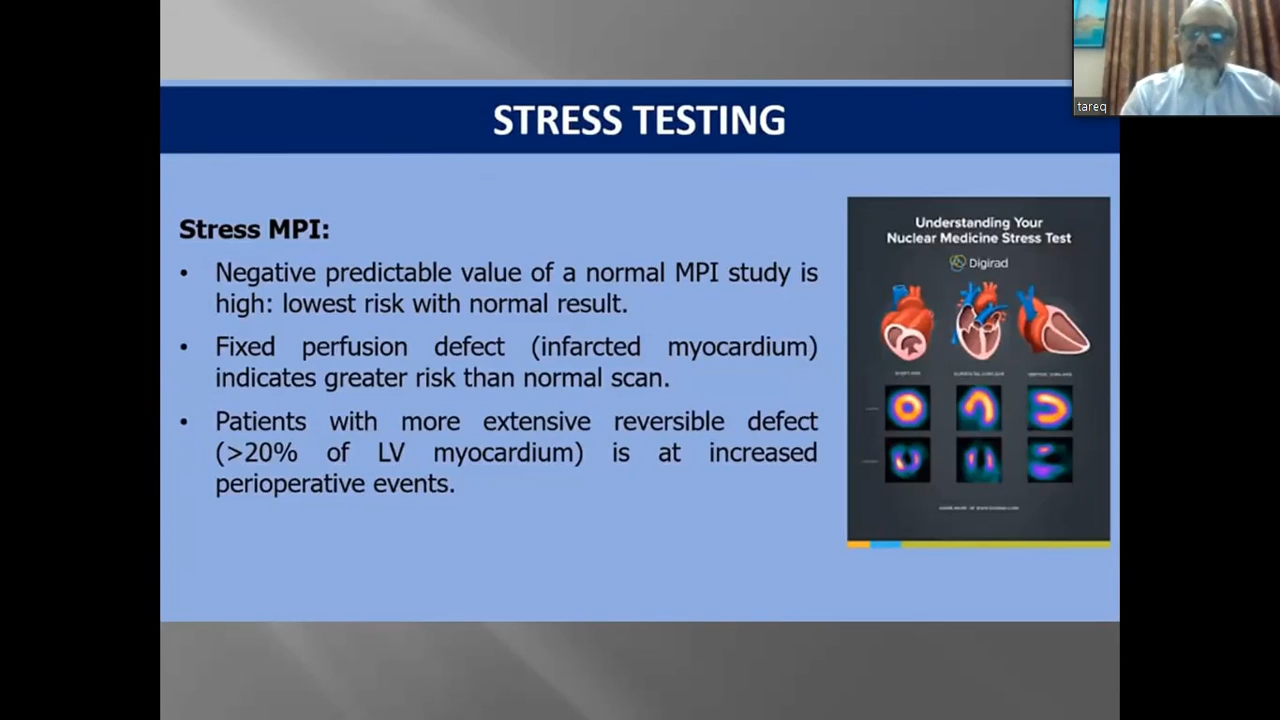 tareq
STRESS TESTING
Stress MPI:
• Negative predictable value of a normal MPI study is
high: lowest risk with normal result.
• Fixed perfusion defect (infarcted myocardium)
indicates greater risk than normal scan.
• Patients with more extensive reversible defect
(>20% of LV myocardium) is at increased
perioperative events.
Understanding Your
Nuclear Medicine Stress Test
Digirad